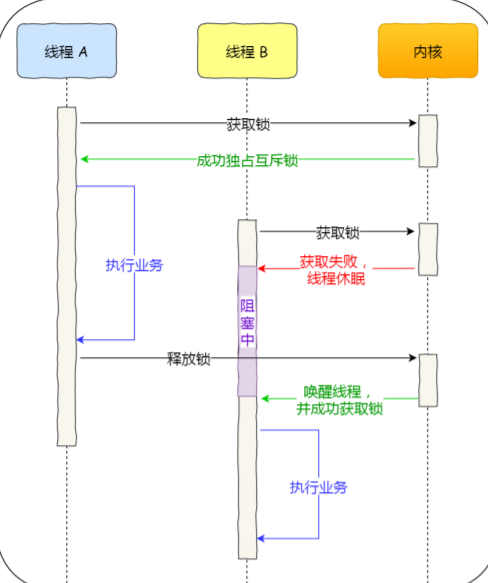 线程 A
线程 B
内核
获取锁
成功独占互斥锁
获取锁
执行业务
获取失败，
线程休眠
阻
塞
中
释放锁
唤醒线程，
并成功获取锁
执行业务